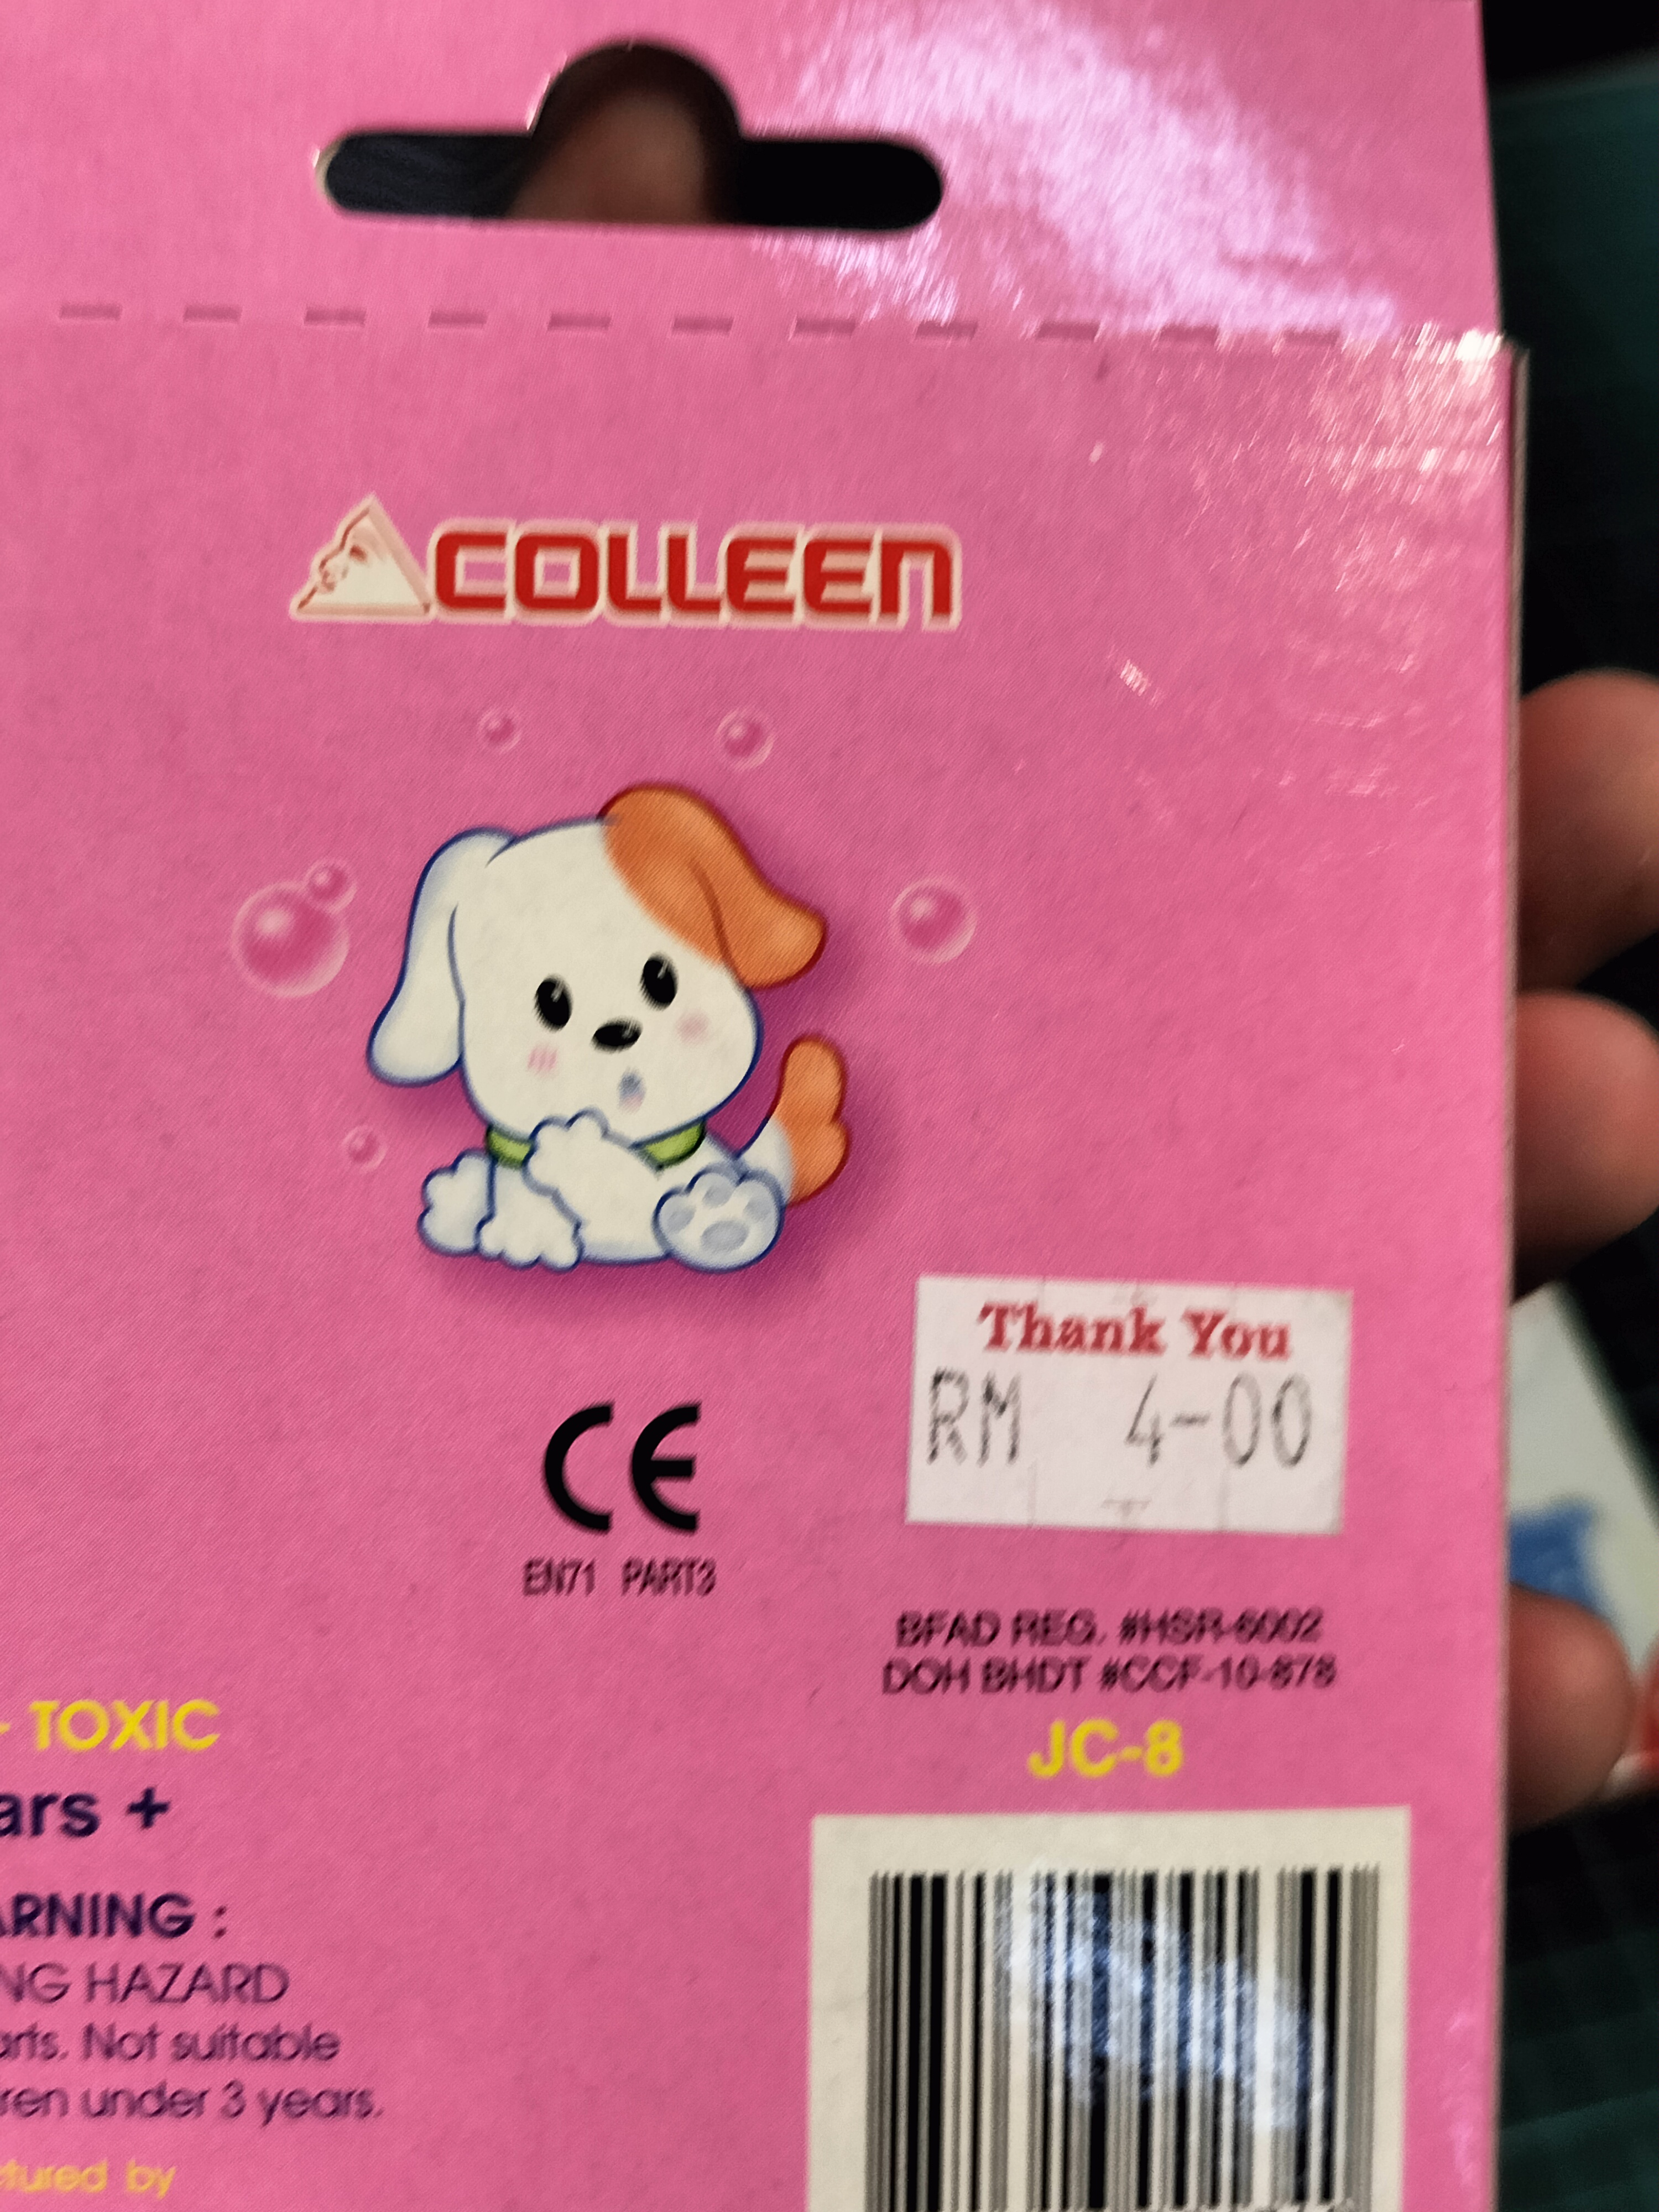 COLLEEN
Thank You
RM 4-00
CE
EN71 PART3
BFAD REG. #HSR-6002
DOH BHDT #CCF-10-878
JC-8
- TOXIC
ars +
ARNING :
NG HAZARD
arts. Not suitable
ren under 3 years.
tured by